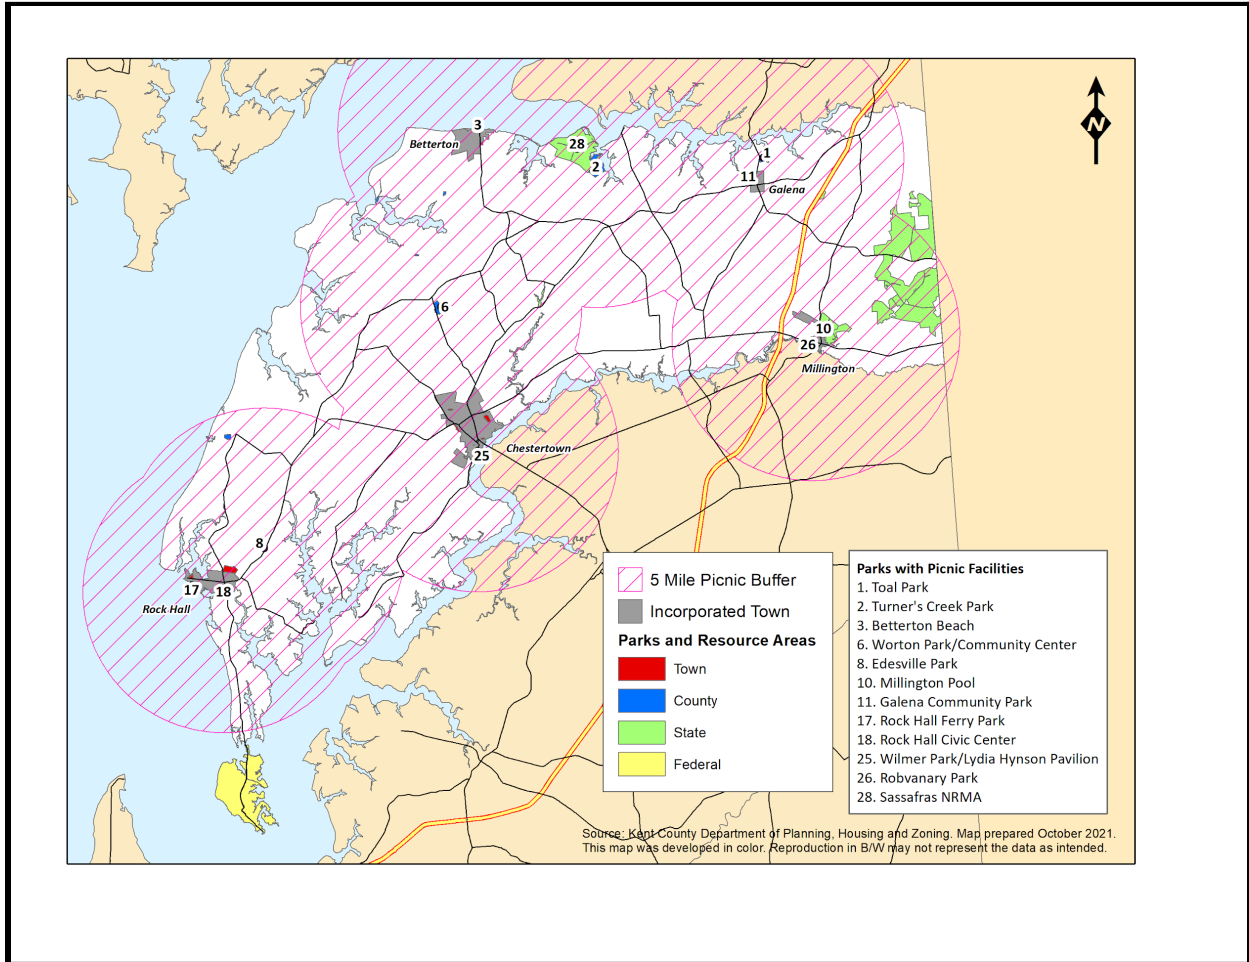 N
3
Betterton
28
2
1
11
Galena
6
10
26
Millington
Chestertown
25
8
17
18
Rock Hall
5 Mile Picnic Buffer
Incorporated Town
Parks and Resource Areas
Town
County
State
Federal
Parks with Picnic Facilities
1. Toal Park
2. Turner's Creek Park
3. Betterton Beach
6. Worton Park/Community Center
8. Edesville Park
10. Millington Pool
11. Galena Community Park
17. Rock Hall Ferry Park
18. Rock Hall Civic Center
25. Wilmer Park/Lydia Hynson Pavilion
26. Robvanary Park
28. Sassafras NRMA
Source: Kent County Department of Planning, Housing and Zoning. Map prepared October 2021.
This map was developed in color. Reproduction in B/W may not represent the data as intended.